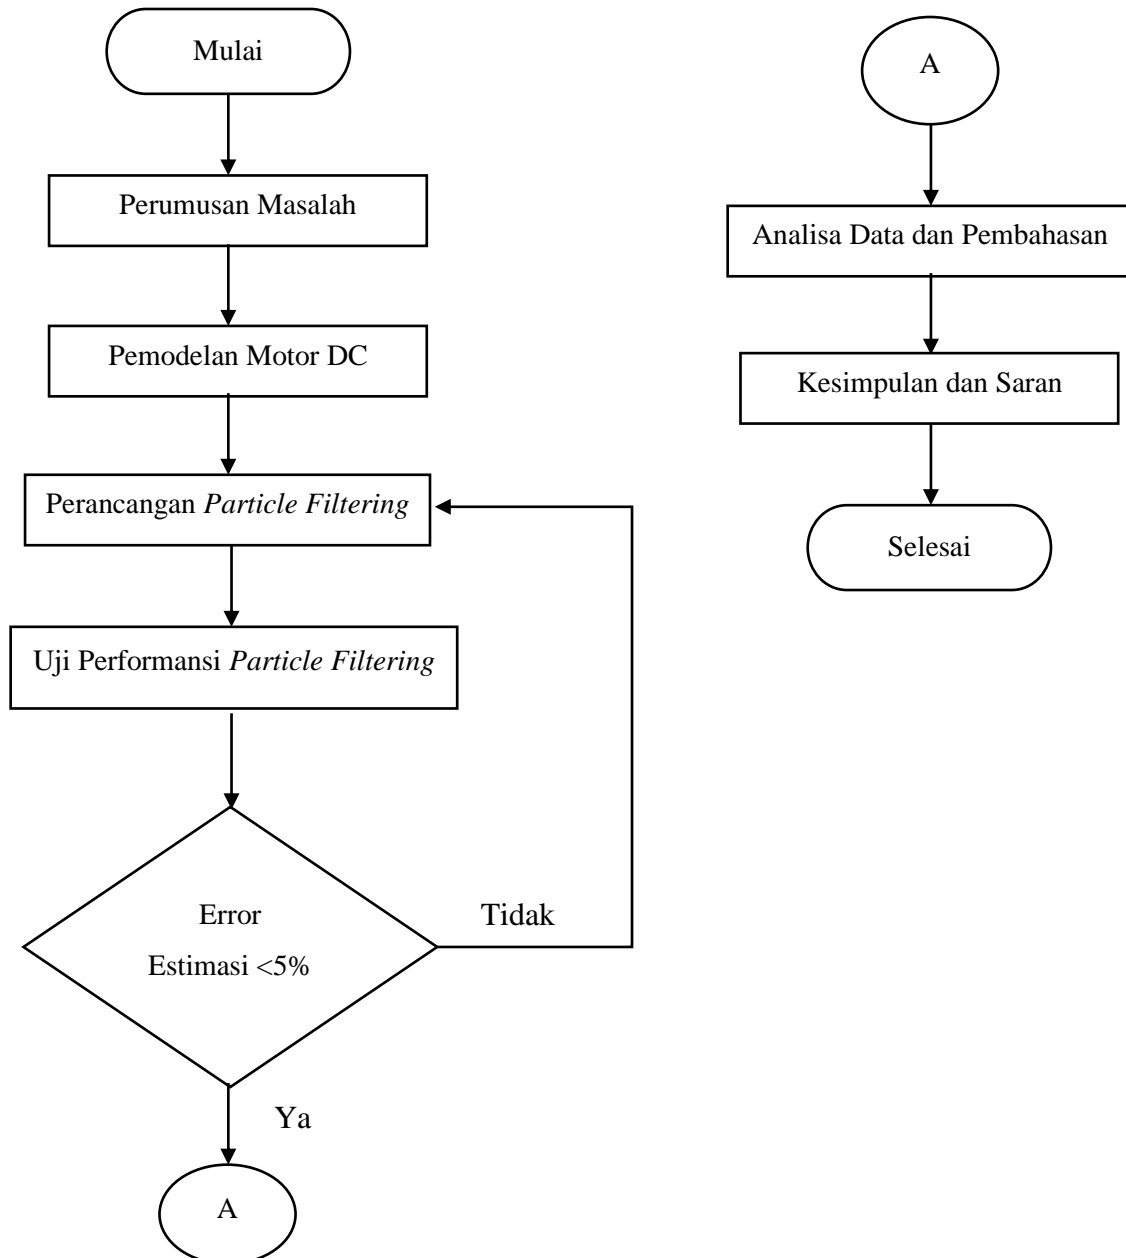 Mulai
Perumusan Masalah
Pemodelan Motor DC
Perancangan Particle Filtering
Uji Performansi Particle Filtering
Error
Estimasi <5%
Tidak
Ya
A
A
Analisa Data dan Pembahasan
Kesimpulan dan Saran
Selesai